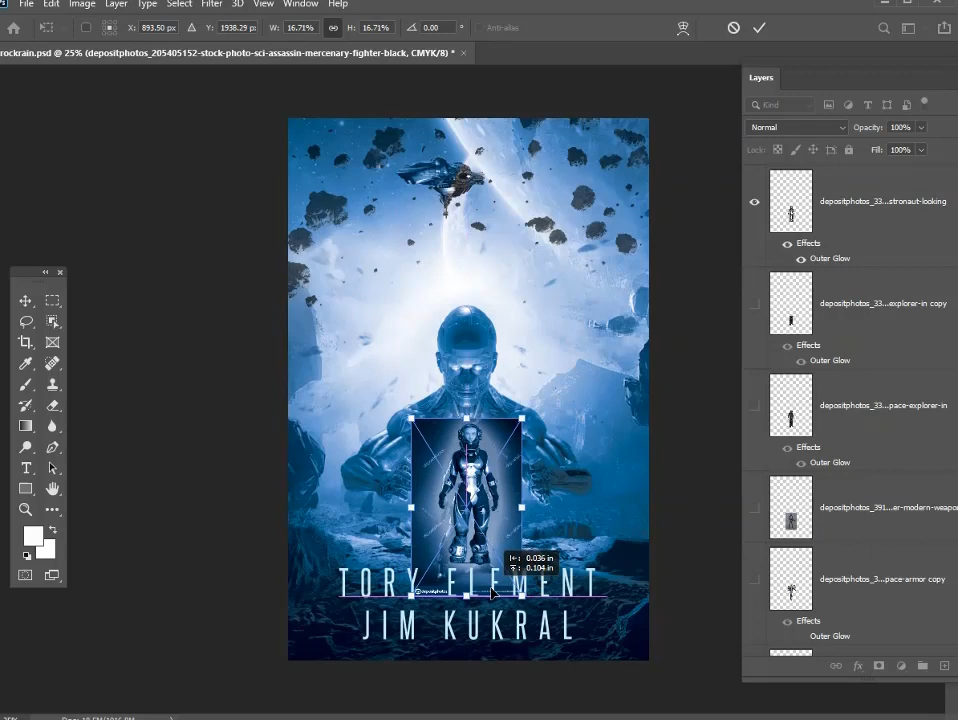 File Edit Image Layer Type Select Filter 3D View Window Help
X: 893.50 px Y: 1938.29 p: W: 16.71% H: 16.71% 0.00 ° Anti-alias
rockrain.psd @ 25% (depositphotos_205405152-stock-photo-sci-assassin-mercenary-fighter-black, CMYK/8) *
Layers
Kind
Normal Opacity: 100%
Lock: Fill: 100%
depositphotos_33...stronaut-looking
Effects
Outer Glow
depositphotos_33...explorer-in copy
Effects
Outer Glow
depositphotos_33...pace-explorer-in
Effects
Outer Glow
depositphotos_391...er-modern-weapo
depositphotos_3...pace-armor copy
Effects
Outer Glow
0.036 in
0.104 in
depositphotos
TORY ELEMENT
JIM KUKRAL